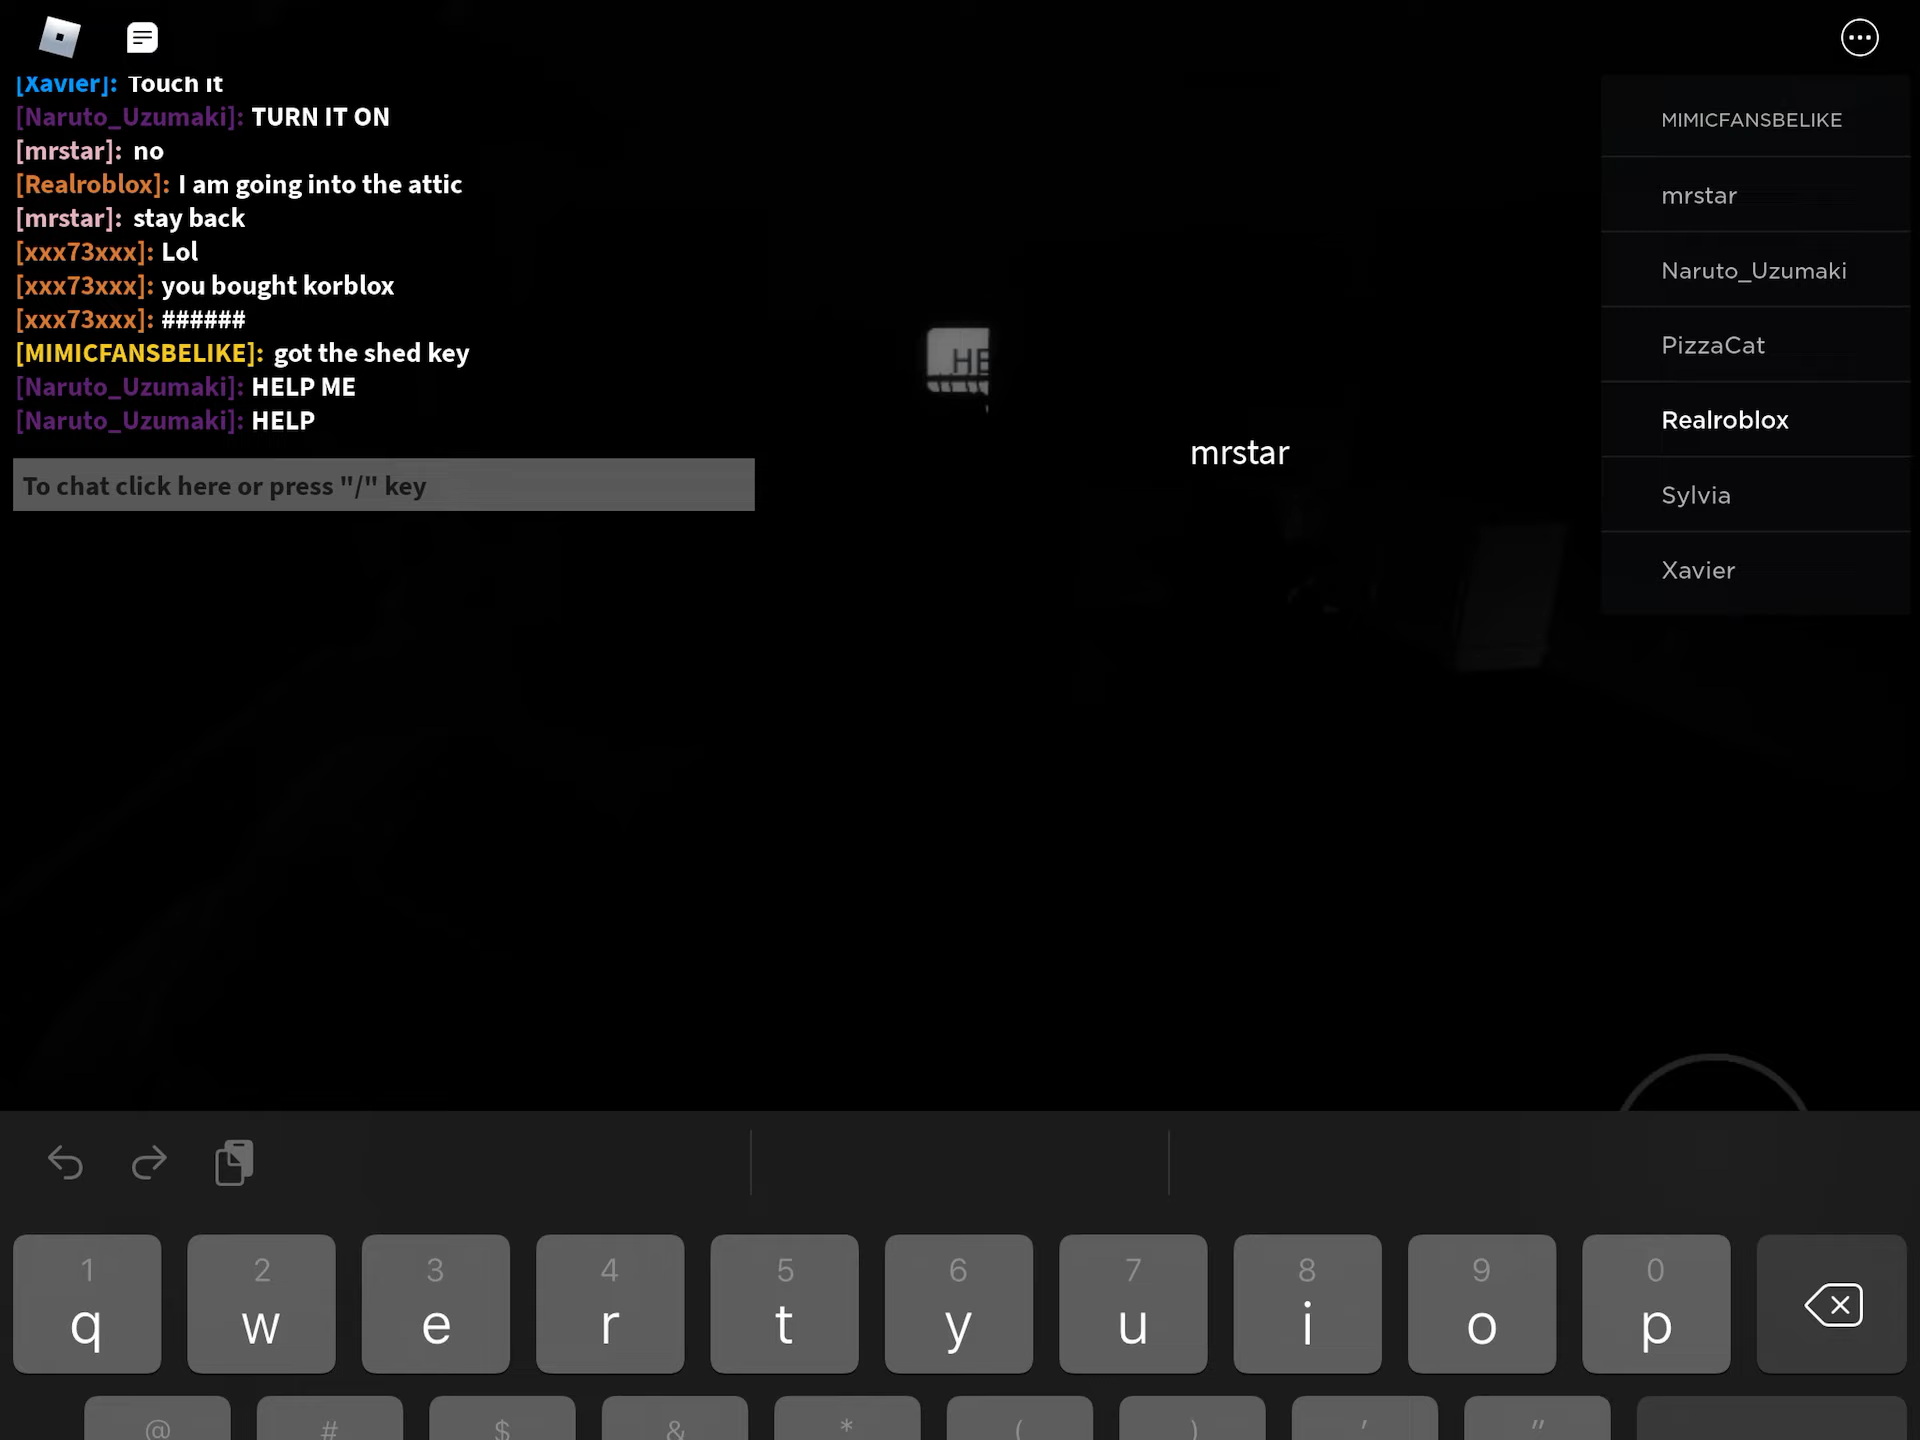 [Xavier]: Touch it
[Naruto_Uzumaki]: TURN IT ON
[mrstar]: no
[Realroblox]: I am going into the attic
[mrstar]: stay back
[xxx73xxx]: Lol
[xxx73xxx]: you bought korblox
[xxx73xxx]: ######
[MIMICFANSBELIKE]: got the shed key
[Naruto_Uzumaki]: HELP ME
[Naruto_Uzumaki]: HELP
To chat click here or press "/" key
HE
mrstar
MIMICFANSBELIKE
mrstar
Naruto_Uzumaki
PizzaCat
Realroblox
Sylvia
Xavier
1 2 3 4 5 6 7 8 9 0
q w e r t y u i o p
@ # $ & * ( ) ' "